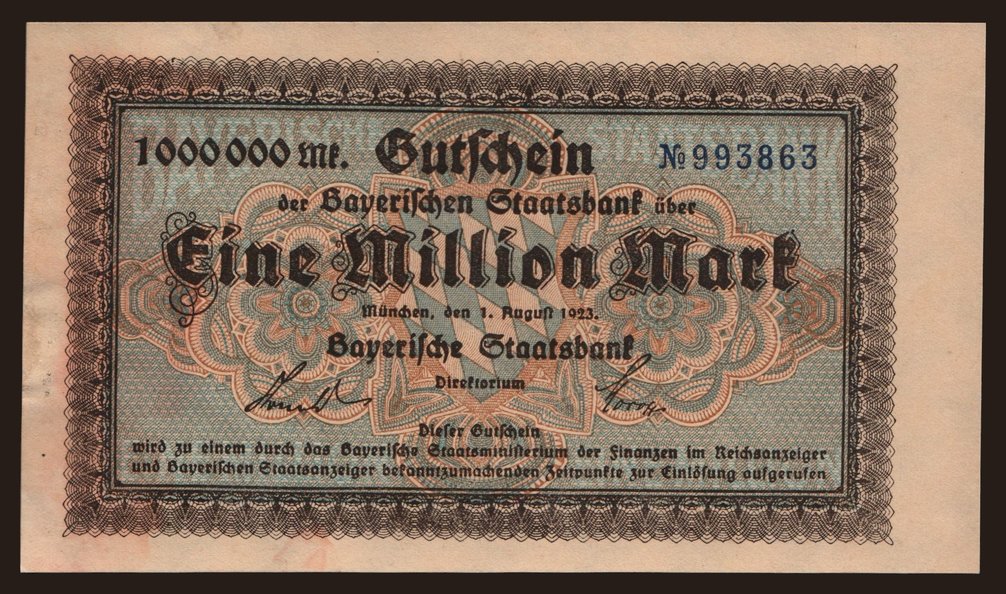 1000000 Mk. Gutschein № 993863
der Bayerischen Staatsbank über
Eine Million Mark
München, den 1. August 1923.
Bayerische Staatsbank
Direktorium
Dieser Gutschein
wird zu einem durch das Bayerische Staatsministerium der Finanzen im Reichsanzeiger
und Bayerischen Staatsanzeiger bekanntzumachenden Zeitpunkte zur Einlösung aufgerufen